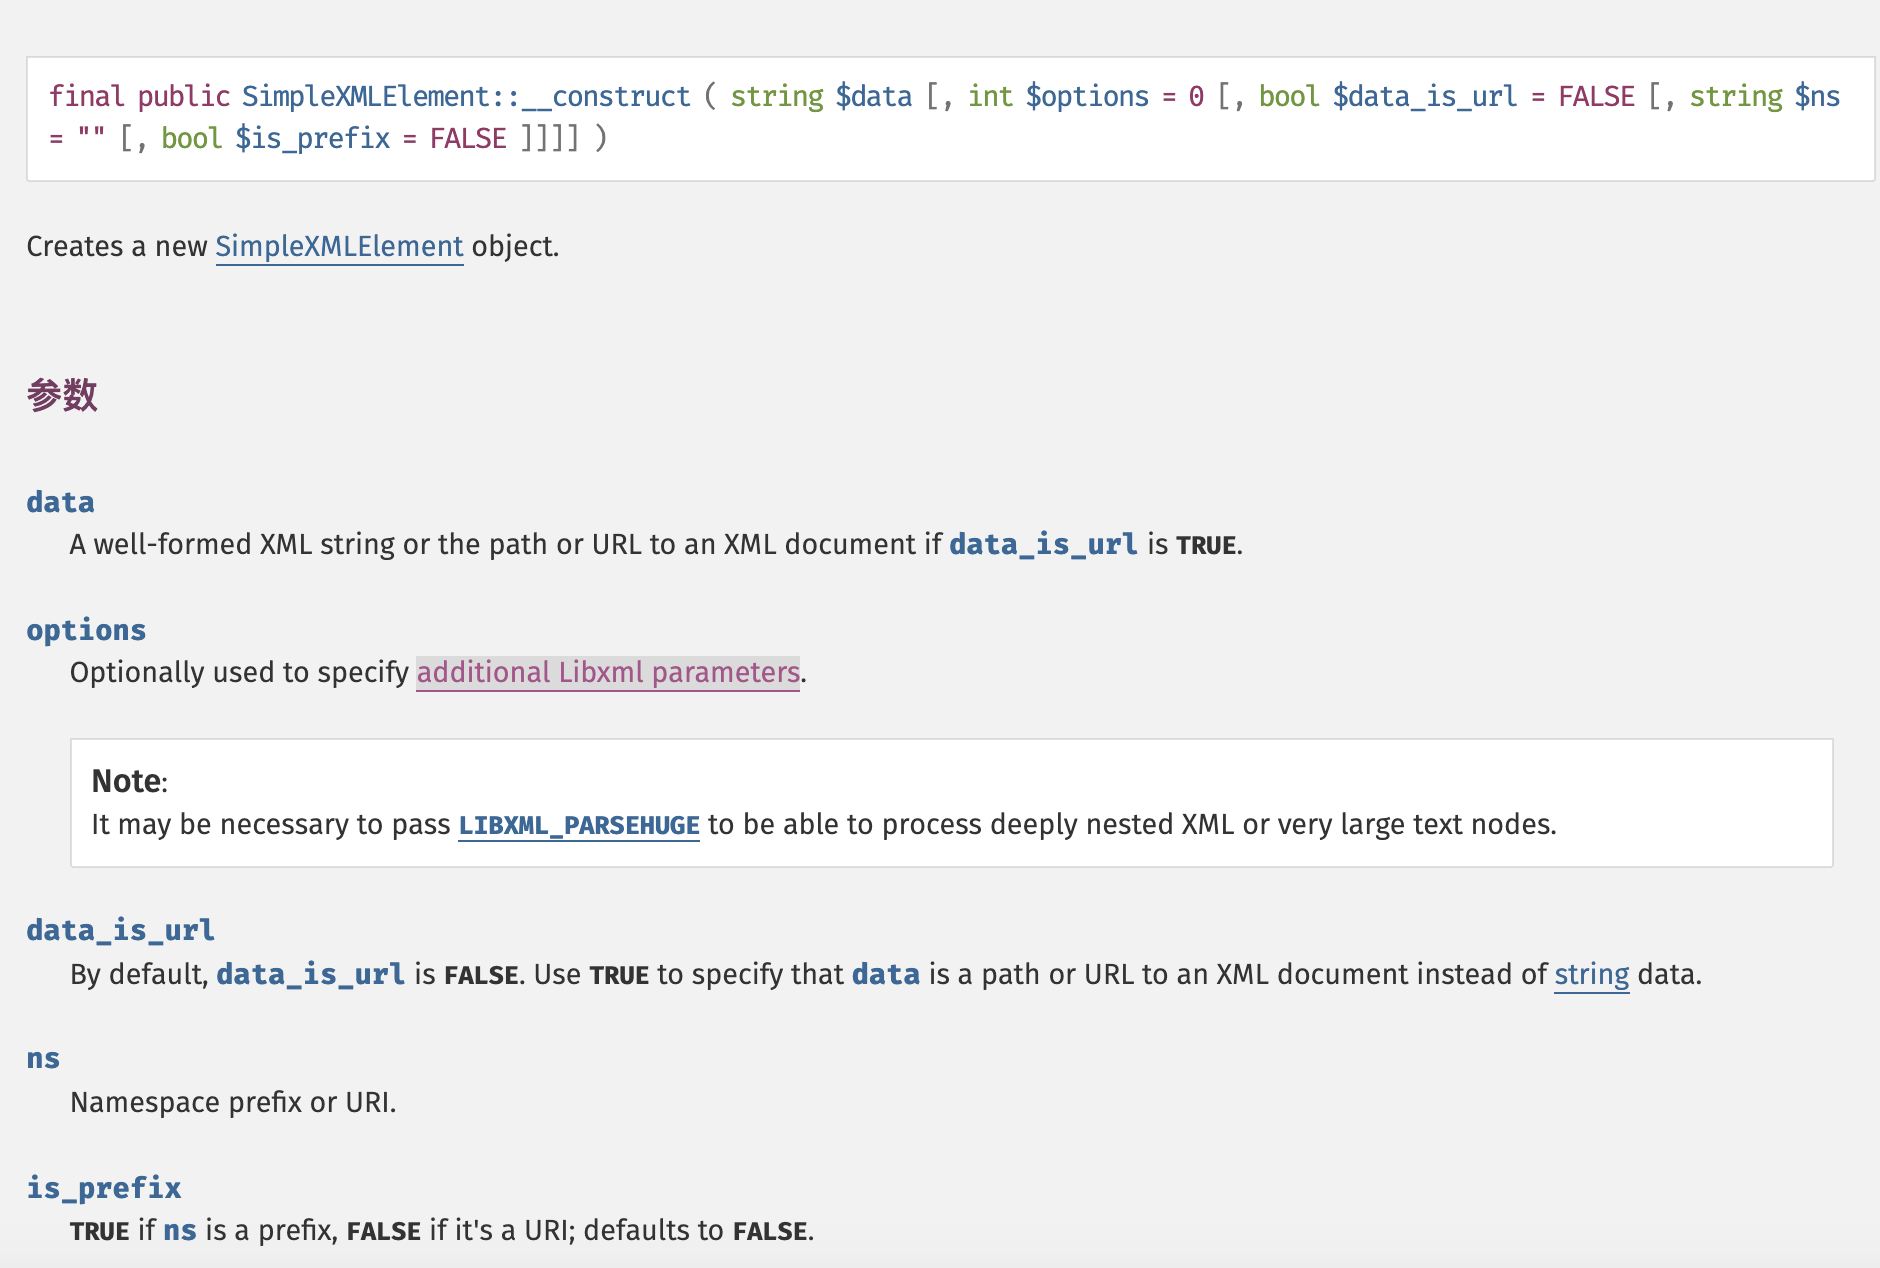 final public SimpleXMLElement::__construct ( string $data [, int $options = 0 [, bool $data_is_url = FALSE [, string $ns
= "" [, bool $is_prefix = FALSE ]]]] )
Creates a new SimpleXMLElement object.
参数
data
A well-formed XML string or the path or URL to an XML document if data_is_url is TRUE.
options
Optionally used to specify additional Libxml parameters.
Note:
It may be necessary to pass LIBXML_PARSEHUGE to be able to process deeply nested XML or very large text nodes.
data_is_url
By default, data_is_url is FALSE. Use TRUE to specify that data is a path or URL to an XML document instead of string data.
ns
Namespace prefix or URI.
is_prefix
TRUE if ns is a prefix, FALSE if it's a URI; defaults to FALSE.